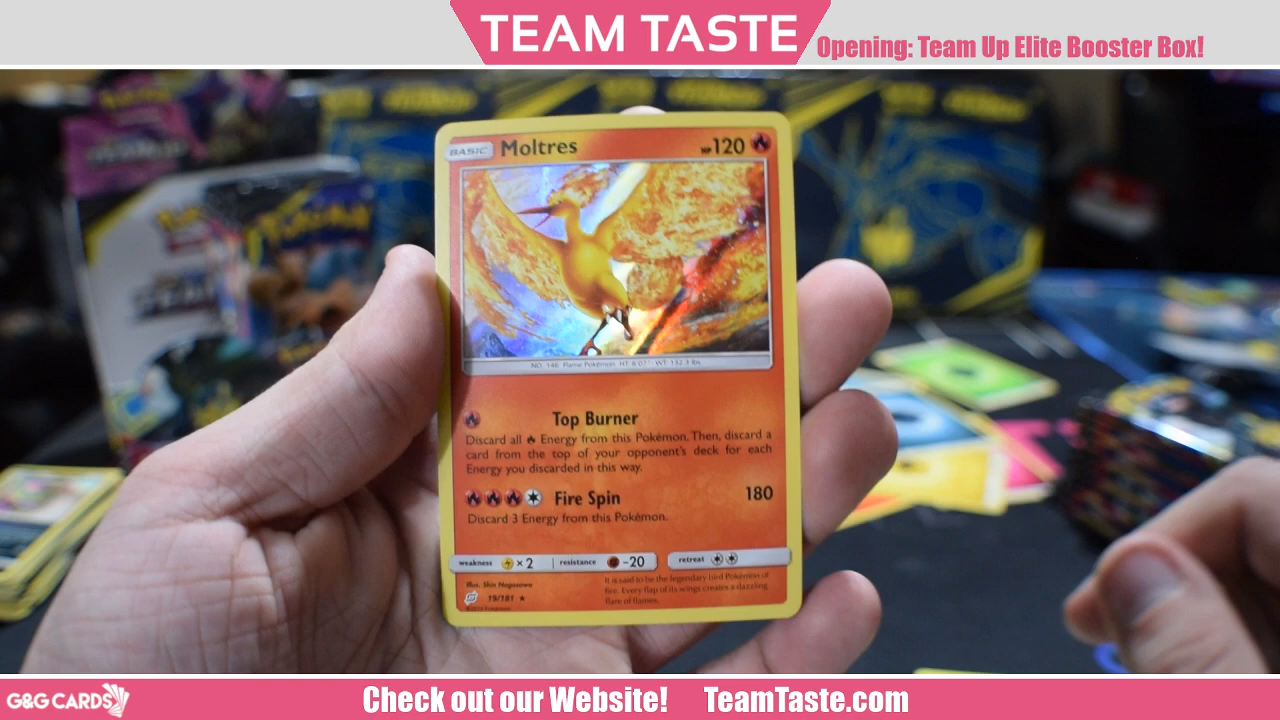 TEAM TASTE
Opening: Team Up Elite Booster Box!
BASIC Moltres HP 120
NO. 146 Flame Pokémon HT: 6'07" WT: 132.3 lbs.
Top Burner
Discard all Energy from this Pokémon. Then, discard a
card from the top of your opponent's deck for each
Energy you discarded in this way.
Fire Spin 180
Discard 3 Energy from this Pokémon.
weakness ×2 resistance -20 retreat
Illus. Shin Nagasawa
19/181 ★
It is said to be the legendary bird Pokémon of
fire. Every flap of its wings creates a dazzling
flare of flames.
G&G CARDS
Check out our Website! TeamTaste.com